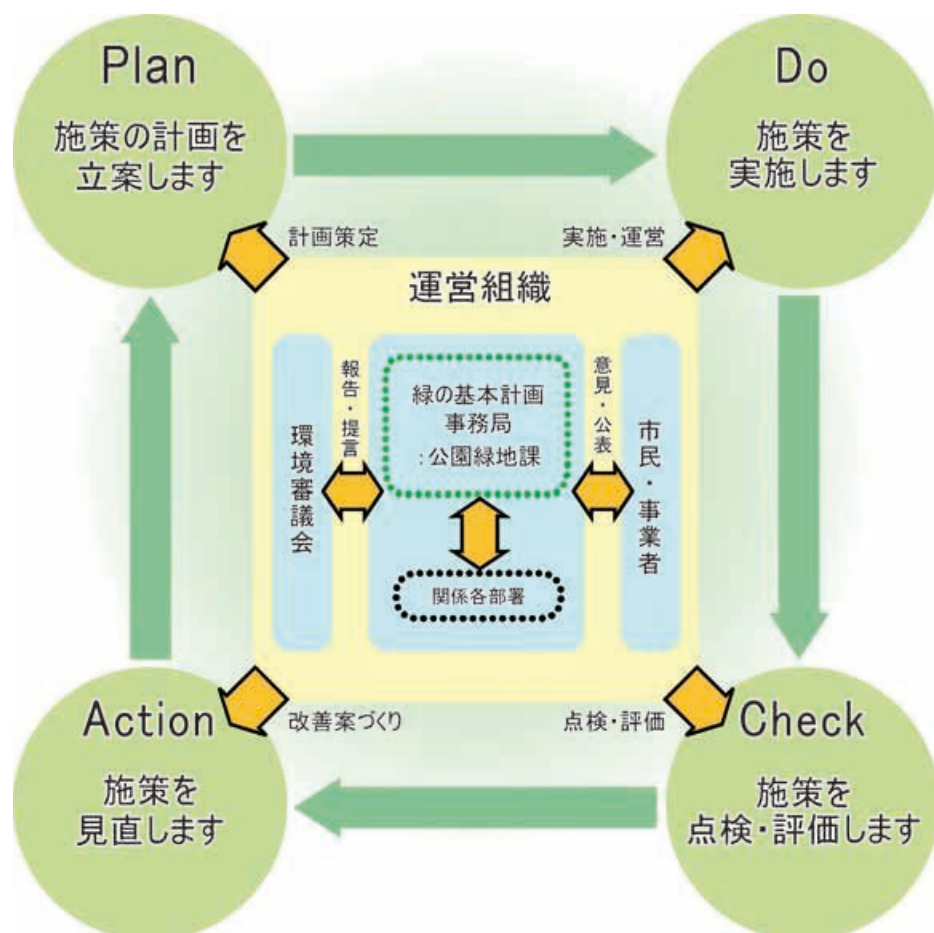 Plan
施策の計画を
立案します
Do
施策を
実施します
計画策定
実施・運営
運営組織
環境審議会
報告・提言
緑の基本計画
事務局
:公園緑地課
関係各部署
意見・公表
市民・事業者
改善案づくり
点検・評価
Action
施策を
見直します
Check
施策を
点検・評価します